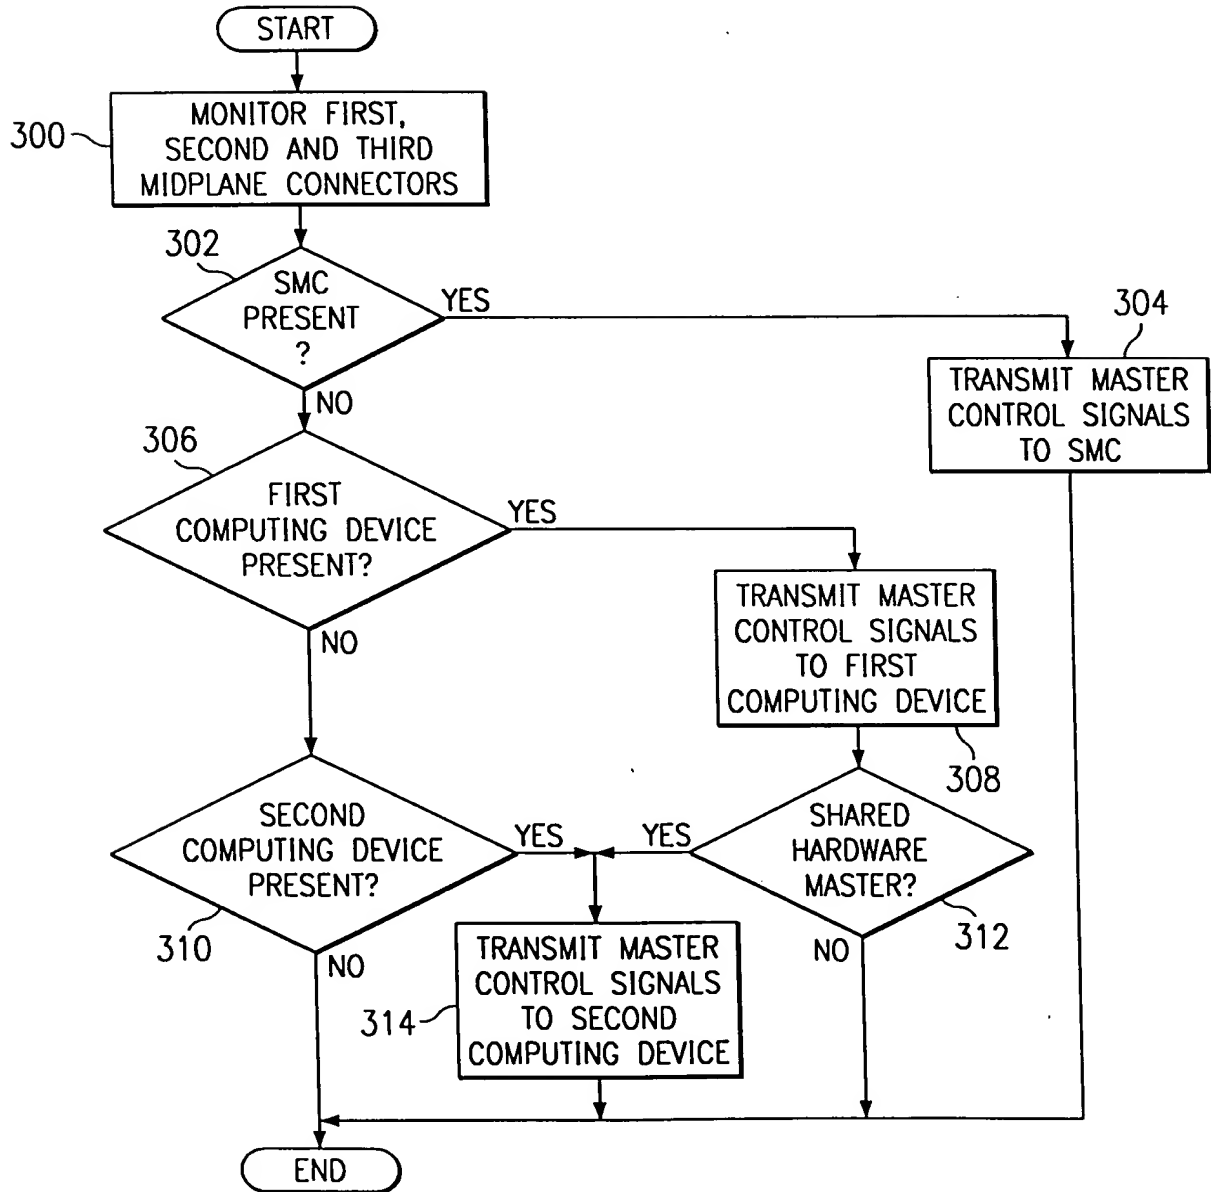 START
300
MONITOR FIRST,
SECOND AND THIRD
MIDPLANE CONNECTORS
302
SMC
PRESENT
?
YES
NO
304
TRANSMIT MASTER
CONTROL SIGNALS
TO SMC
306
FIRST
COMPUTING DEVICE
PRESENT?
YES
NO
TRANSMIT MASTER
CONTROL SIGNALS
TO FIRST
COMPUTING DEVICE
308
SECOND
COMPUTING DEVICE
PRESENT?
YES
310
NO
YES
SHARED
HARDWARE
MASTER?
312
NO
314
TRANSMIT MASTER
CONTROL SIGNALS
TO SECOND
COMPUTING DEVICE
END